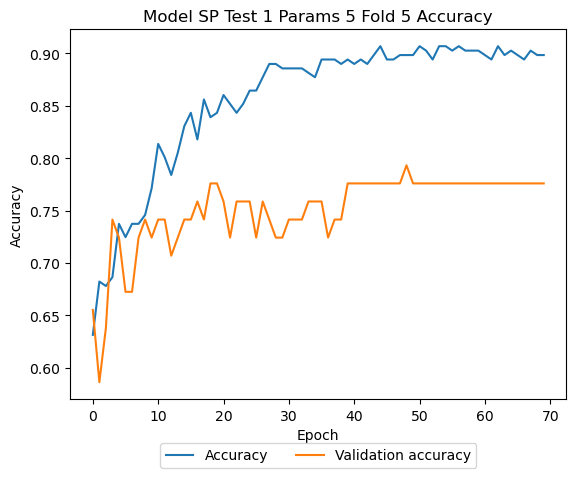 Model SP Test 1 Params 5 Fold 5 Accuracy
0.90
0.85
0.80
0.75
0.70
0.65
0.60
Accuracy
0 10 20 30 40 50 60 70
Epoch
Accuracy Validation accuracy